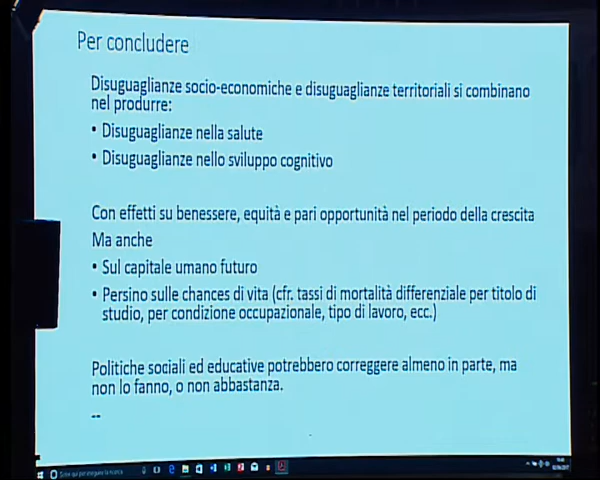 Per concludere
Disuguaglianze socio-economiche e disuguaglianze territoriali si combinano
nel produrre:
• Disuguaglianze nella salute
• Disuguaglianze nello sviluppo cognitivo
Con effetti su benessere, equità e pari opportunità nel periodo della crescita
Ma anche
• Sul capitale umano futuro
• Persino sulle chances di vita (cfr. tassi di mortalità differenziale per titolo di
studio, per condizione occupazionale, tipo di lavoro, ecc.)
Politiche sociali ed educative potrebbero correggere almeno in parte, ma
non lo fanno, o non abbastanza.
--